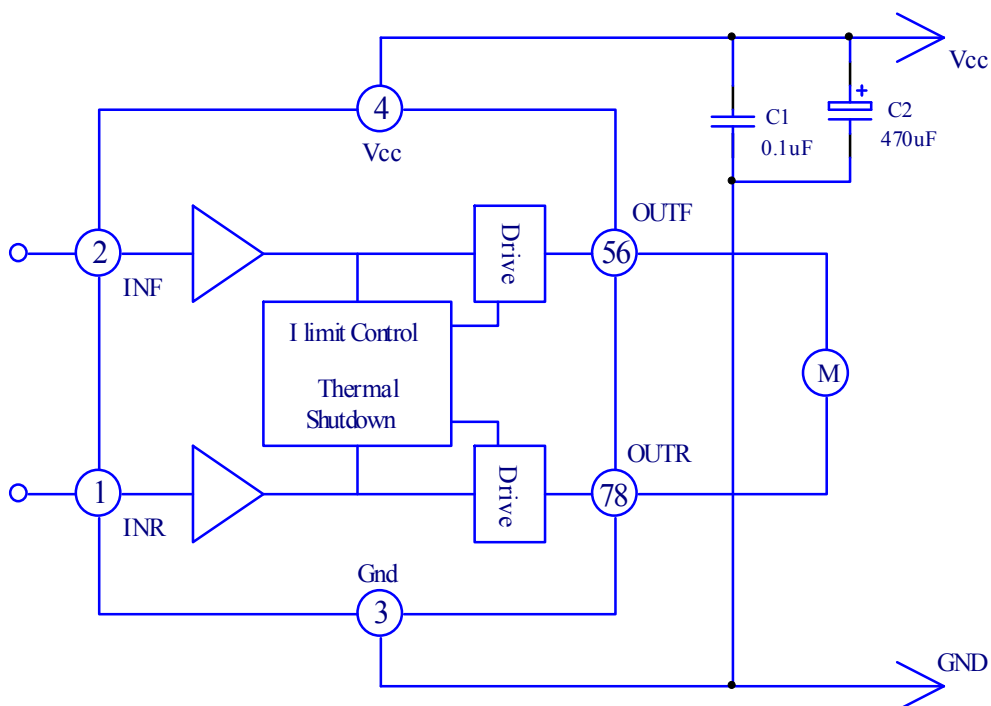 Vcc
4
Vcc
C1
0.1uF
+
C2
470uF
OUTF
2
INF
Drive
56
I limit Control
Thermal
Shutdown
M
OUTR
1
INR
Drive
78
Gnd
3
GND